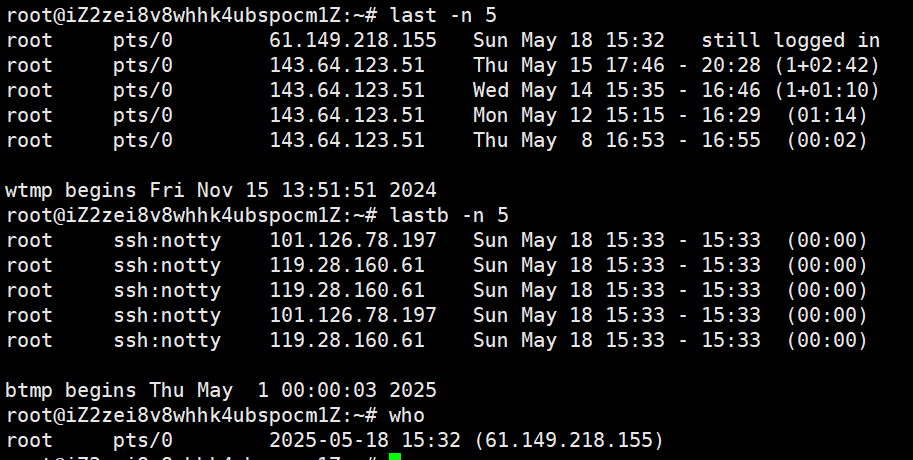 root@iZ2zei8v8whhk4ubspocm1Z:~# last -n 5
root     pts/0        61.149.218.155   Sun May 18 15:32   still logged in
root     pts/0        143.64.123.51    Thu May 15 17:46 - 20:28 (1+02:42)
root     pts/0        143.64.123.51    Wed May 14 15:35 - 16:46 (1+01:10)
root     pts/0        143.64.123.51    Mon May 12 15:15 - 16:29  (01:14)
root     pts/0        143.64.123.51    Thu May  8 16:53 - 16:55  (00:02)

wtmp begins Fri Nov 15 13:51:51 2024
root@iZ2zei8v8whhk4ubspocm1Z:~# lastb -n 5
root     ssh:notty    101.126.78.197   Sun May 18 15:33 - 15:33  (00:00)
root     ssh:notty    119.28.160.61    Sun May 18 15:33 - 15:33  (00:00)
root     ssh:notty    119.28.160.61    Sun May 18 15:33 - 15:33  (00:00)
root     ssh:notty    101.126.78.197   Sun May 18 15:33 - 15:33  (00:00)
root     ssh:notty    119.28.160.61    Sun May 18 15:33 - 15:33  (00:00)

btmp begins Thu May  1 00:00:03 2025
root@iZ2zei8v8whhk4ubspocm1Z:~# who
root     pts/0        2025-05-18 15:32 (61.149.218.155)